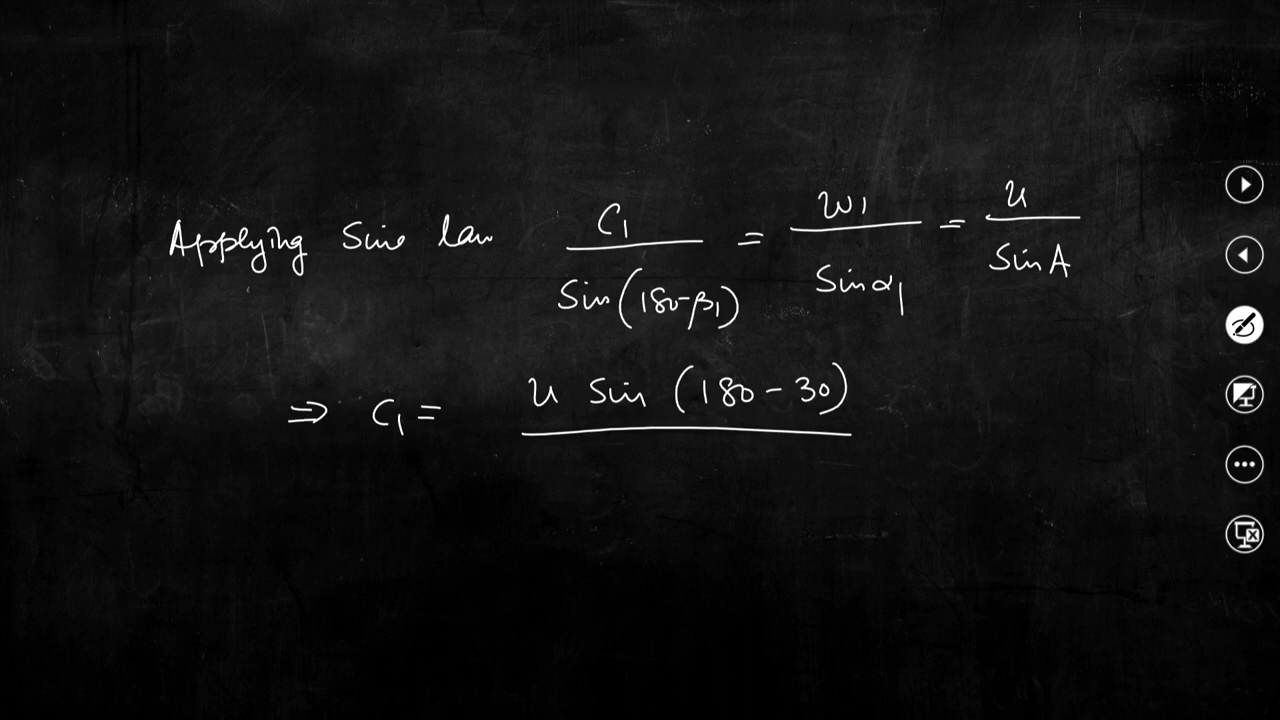 Applying Sine law C₁ / Sin(180-β₁) = w₁ / Sinα₁ = u / SinA
⇒ C₁ = u Sin (180-30)